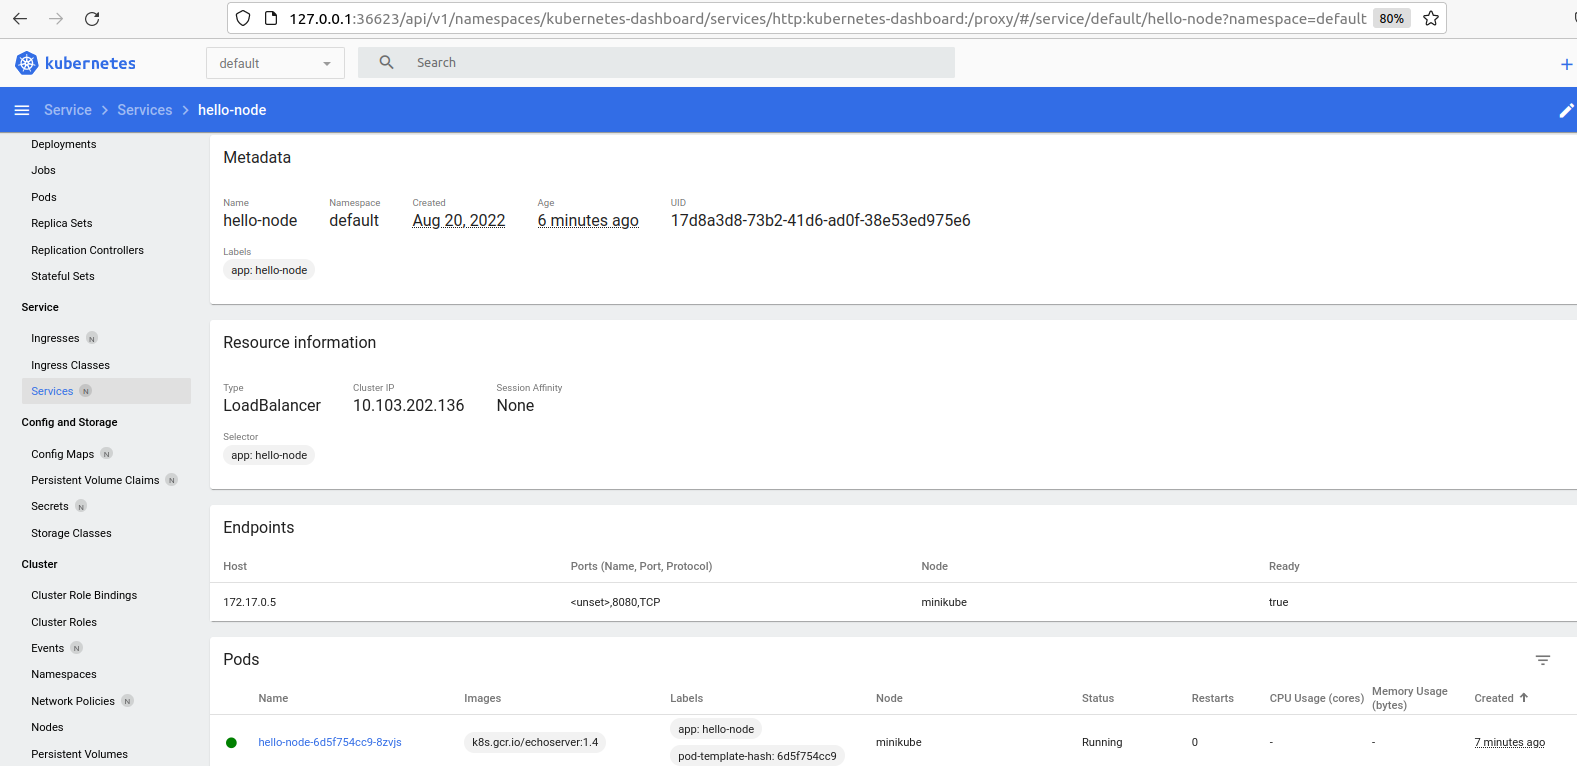 127.0.0.1:36623/api/v1/namespaces/kubernetes-dashboard/services/http:kubernetes-dashboard:/proxy/#/service/default/hello-node?namespace=default 80%
kubernetes default Search +
Service > Services > hello-node
Deployments
Jobs
Pods
Replica Sets
Replication Controllers
Stateful Sets
Service
Ingresses N
Ingress Classes
Services N
Config and Storage
Config Maps N
Persistent Volume Claims N
Secrets N
Storage Classes
Cluster
Cluster Role Bindings
Cluster Roles
Events N
Namespaces
Network Policies N
Nodes
Persistent Volumes
Metadata
Name Namespace Created Age UID
hello-node default Aug 20, 2022 6 minutes ago 17d8a3d8-73b2-41d6-ad0f-38e53ed975e6
Labels
app: hello-node
Resource information
Type Cluster IP Session Affinity
LoadBalancer 10.103.202.136 None
Selector
app: hello-node
Endpoints
Host Ports (Name, Port, Protocol) Node Ready
172.17.0.5 <unset>,8080,TCP minikube true
Pods
Name Images Labels Node Status Restarts CPU Usage (cores) Memory Usage (bytes) Created
hello-node-6d5f754cc9-8zvjs k8s.gcr.io/echoserver:1.4 app: hello-node minikube Running 0 - - 7 minutes ago
pod-template-hash: 6d5f754cc9